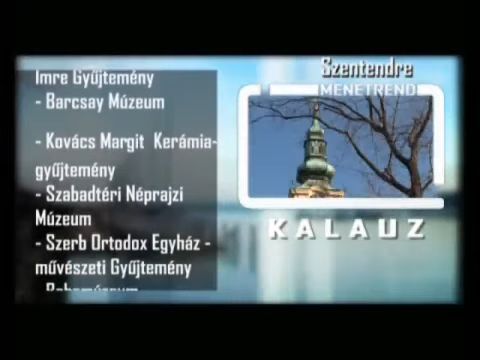 Imre Gyűjtemény
- Barcsay Múzeum
- Kovács Margit Kerámia-
gyűjtemény
- Szabadtéri Néprajzi
Múzeum
- Szerb Ortodox Egyház -
művészeti Gyűjtemény
Szentendre
MENETREND
KALAUZ